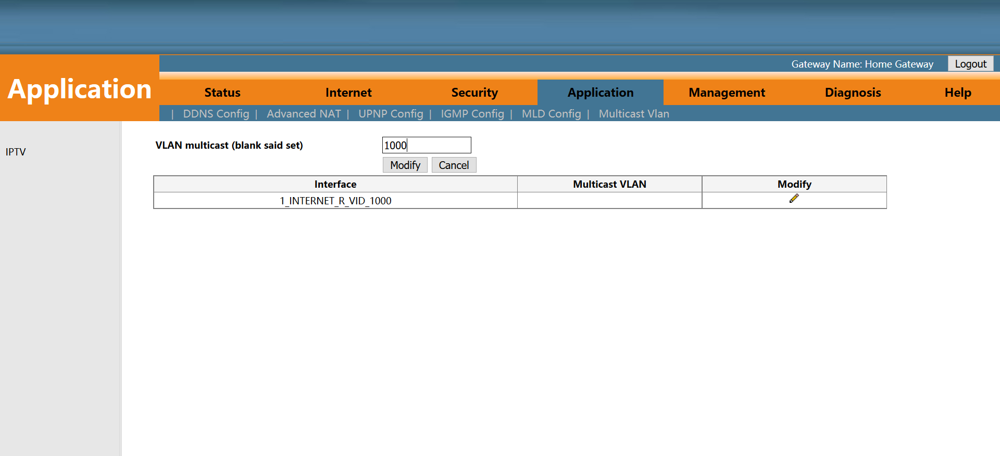 Gateway Name: Home Gateway Logout
Application
Status Internet Security Application Management Diagnosis Help
| DDNS Config | Advanced NAT | UPNP Config | IGMP Config | MLD Config | Multicast Vlan
IPTV
VLAN multicast (blank said set) 1000
Modify Cancel
Interface Multicast VLAN Modify
1_INTERNET_R_VID_1000